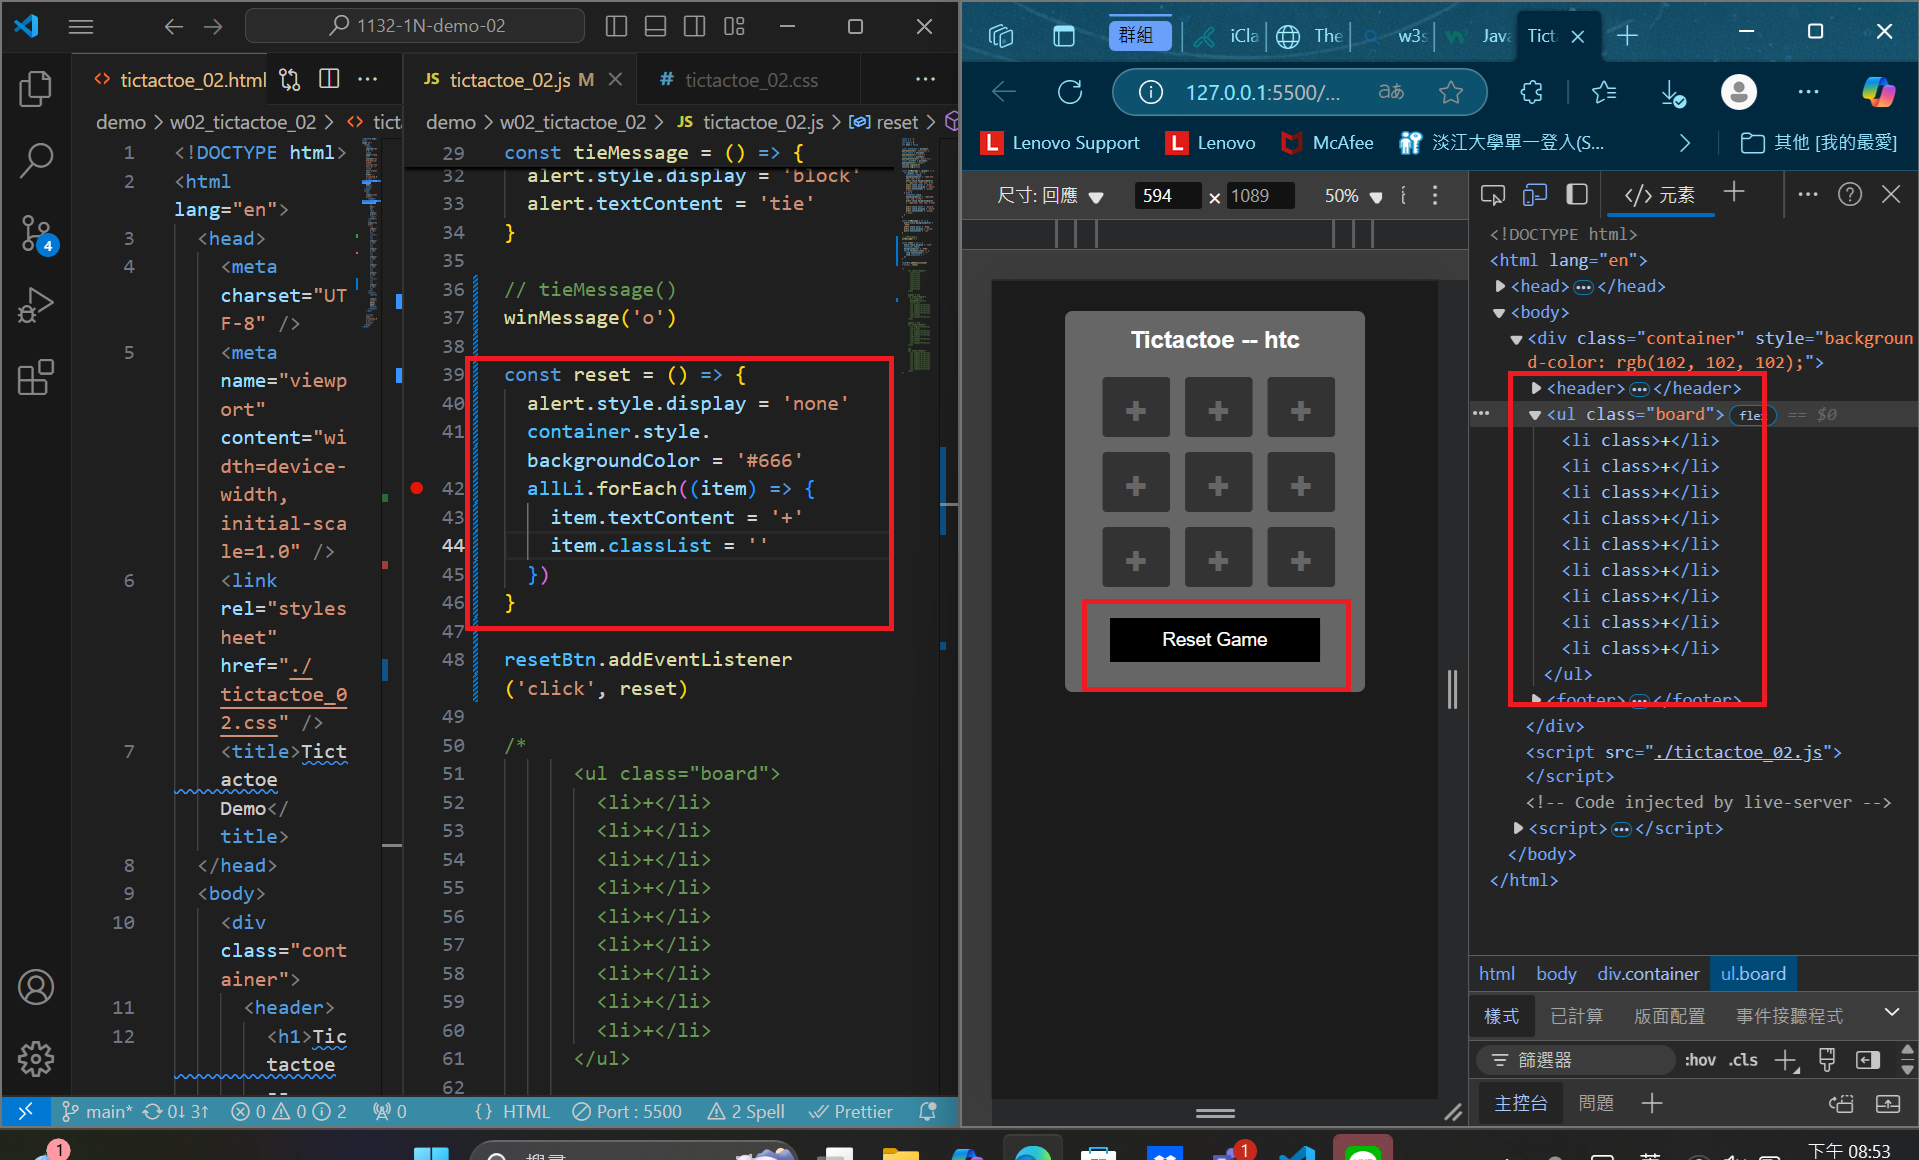 1132-1N-demo-02
tictactoe_02.html
JS tictactoe_02.js M
# tictactoe_02.css
demo > w02_tictactoe_02 >
demo > w02_tictactoe_02 > JS tictactoe_02.js > reset >
1 <!DOCTYPE html>
2 <html
lang="en">
3 <head>
4 <meta
charset="UT
F-8" />
5 <meta
name="viewp
ort"
content="wi
dth=device-
width,
initial-sca
le=1.0" />
6 <link
rel="styles
heet"
href="./
tictactoe_0
2.css" />
7 <title>Tict
actoe
Demo</
title>
8 </head>
9 <body>
10 <div
class="cont
ainer">
11 <header>
12 <h1>Tic
tactoe
29 const tieMessage = () => {
32 alert.style.display = 'block'
33 alert.textContent = 'tie'
34 }
35
36 // tieMessage()
37 winMessage('o')
38
39 const reset = () => {
40 alert.style.display = 'none'
41 container.style.
backgroundColor = '#666'
42 allLi.forEach((item) => {
43 item.textContent = '+'
44 item.classList = ''
45 })
46 }
47
48 resetBtn.addEventListener
('click', reset)
49
50 /*
51 <ul class="board">
52 <li>+</li>
53 <li>+</li>
54 <li>+</li>
55 <li>+</li>
56 <li>+</li>
57 <li>+</li>
58 <li>+</li>
59 <li>+</li>
60 <li>+</li>
61 </ul>
62
4
main* 0↓ 3↑ 0 0 2 0 {} HTML Port : 5500 2 Spell Prettier
群組
iCla
The
w3s
Java
Tict
127.0.0.1:5500/...
aあ
Lenovo Support
Lenovo
McAfee
淡江大學單一登入(S...
其他 [我的最愛]
尺寸: 回應 594 × 1089 50%
元素
Tictactoe -- htc
+ + +
+ + +
+ + +
Reset Game
<!DOCTYPE html>
<html lang="en">
<head> ••• </head>
<body>
<div class="container" style="backgroun
d-color: rgb(102, 102, 102);">
<header> ••• </header>
<ul class="board"> flex == $0
<li class>+</li>
<li class>+</li>
<li class>+</li>
<li class>+</li>
<li class>+</li>
<li class>+</li>
<li class>+</li>
<li class>+</li>
<li class>+</li>
</ul>
<footer> ••• </footer>
</div>
<script src="./tictactoe_02.js">
</script>
<!-- Code injected by live-server -->
<script> ••• </script>
</body>
</html>
html body div.container ul.board
樣式 已計算 版面配置 事件接聽程式
篩選器 :hov .cls
主控台 問題
1
搜尋
1
下午 08:53